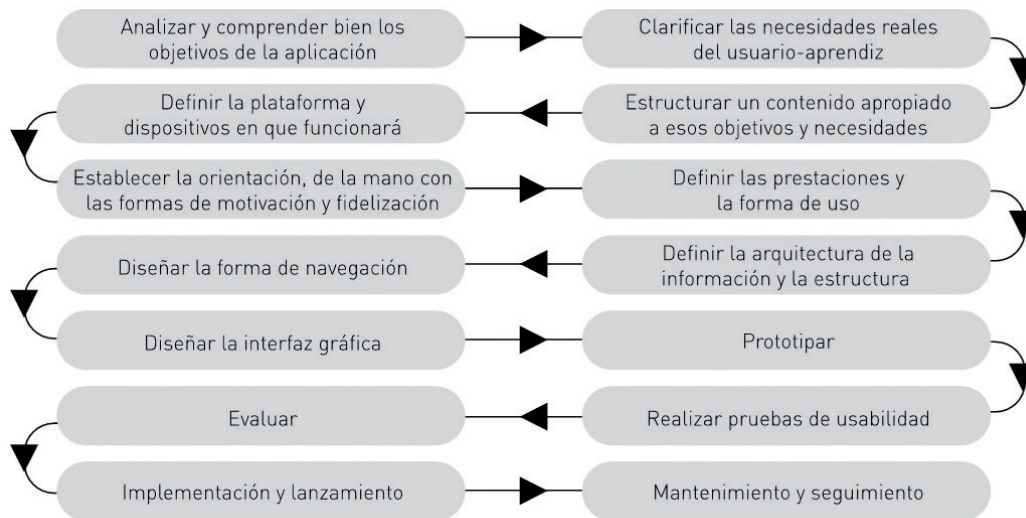 Analizar y comprender bien los
objetivos de la aplicación
Clarificar las necesidades reales
del usuario-aprendiz
Estructurar un contenido apropiado
a esos objetivos y necesidades
Definir la plataforma y
dispositivos en que funcionará
Establecer la orientación, de la mano con
las formas de motivación y fidelización
Definir las prestaciones y
la forma de uso
Definir la arquitectura de la
información y la estructura
Diseñar la forma de navegación
Diseñar la interfaz gráfica
Prototipar
Realizar pruebas de usabilidad
Evaluar
Implementación y lanzamiento
Mantenimiento y seguimiento